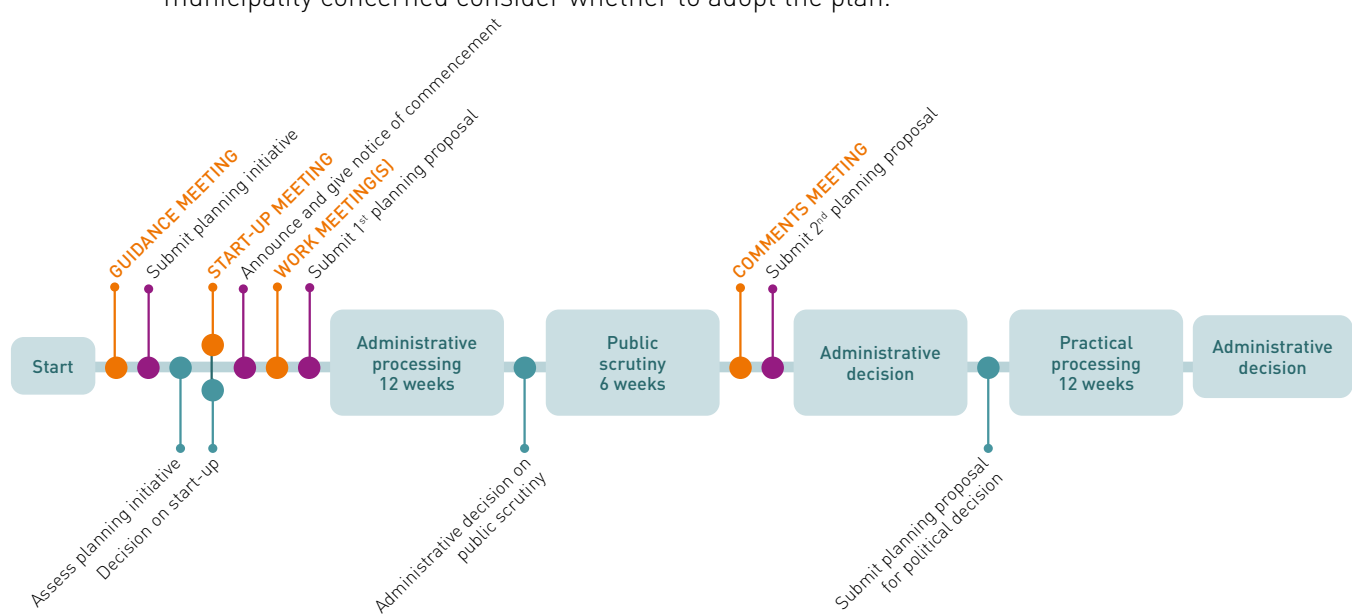 municipality concerned consider whether to adopt the plan.
GUIDANCE MEETING
Submit planning initiative
START-UP MEETING
Announce and give notice of commencement
WORK MEETING(S)
Submit 1st planning proposal
COMMENTS MEETING
Submit 2nd planning proposal
Start
Administrative
processing
12 weeks
Public
scrutiny
6 weeks
Administrative
decision
Practical
processing
12 weeks
Administrative
decision
Assess planning initiative
Decision on start-up
Administrative decision on
public scrutiny
Submit planning proposal
for political decision